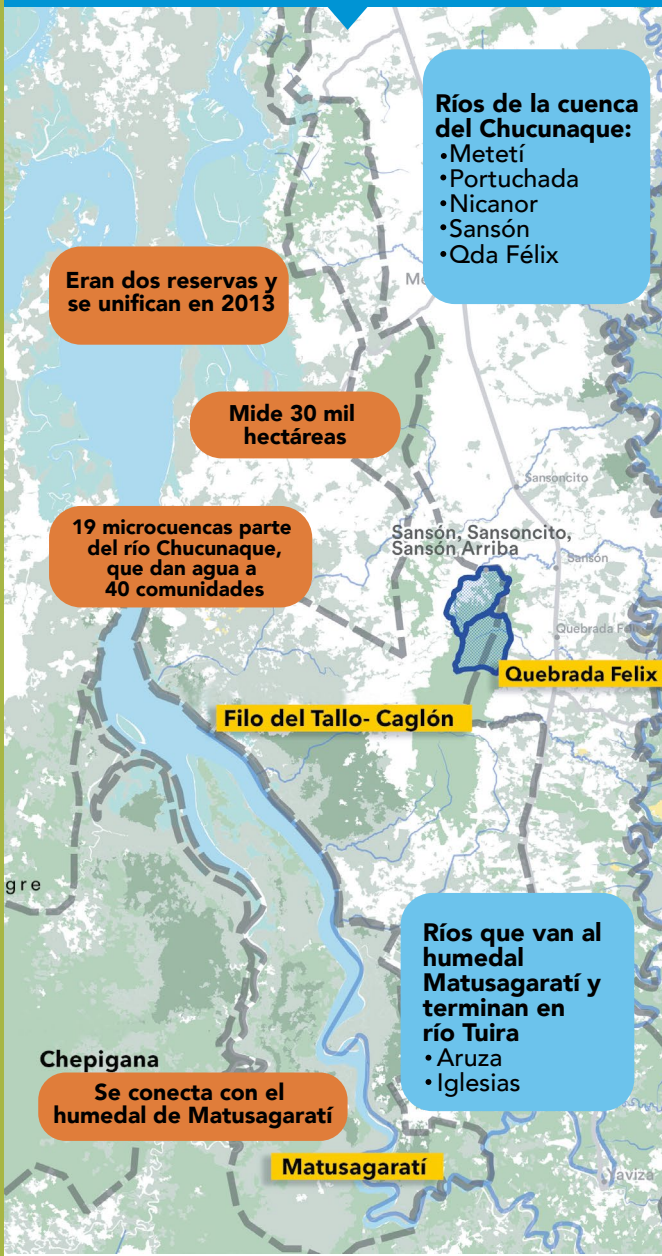 Ríos de la cuenca
del Chucunaque:
•Metetí
•Portuchada
•Nicanor
•Sansón
•Qda Félix
Eran dos reservas y
se unifican en 2013
Mide 30 mil
hectáreas
Sansoncito
19 microcuencas parte
del río Chucunaque,
que dan agua a
40 comunidades
Sansón, Sansoncito,
Sansón Arriba
Sansón
Quebrada Felix
Filo del Tallo- Caglón
gre
Ríos que van al
humedal
Matusagaratí y
terminan en
río Tuira
•Aruza
•Iglesias
Chepigana
Se conecta con el
humedal de Matusagaratí
Matusagaratí
Yaviza